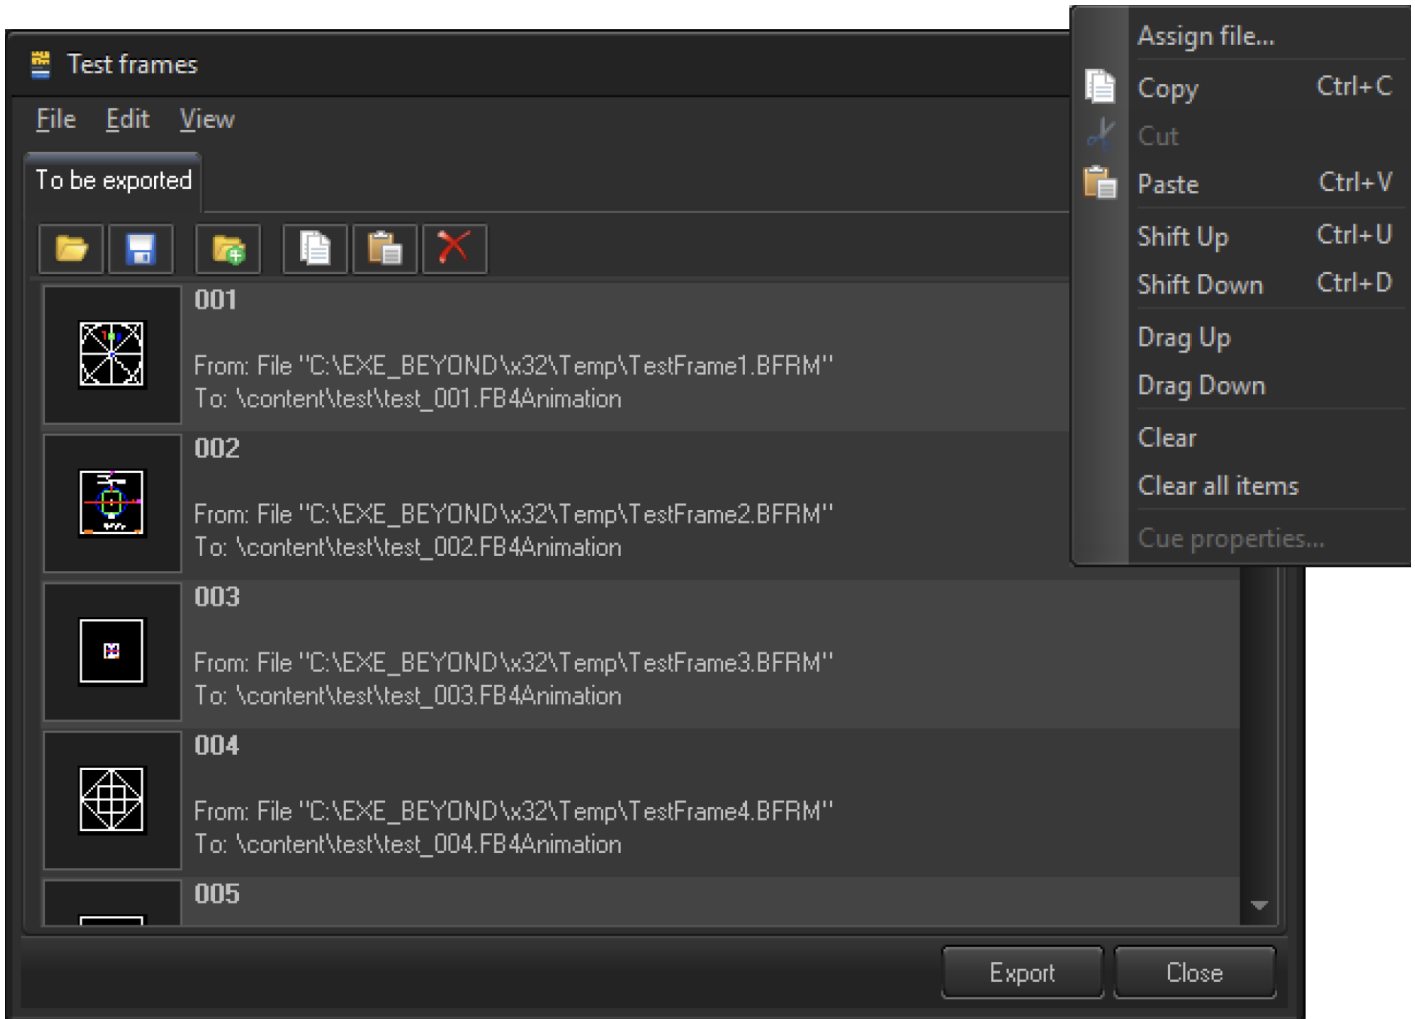 Test frames
File Edit View
To be exported
001
From: File "C:\EXE_BEYOND\x32\Temp\TestFrame1.BFRM"
To: \content\test\test_001.FB4Animation
002
From: File "C:\EXE_BEYOND\x32\Temp\TestFrame2.BFRM"
To: \content\test\test_002.FB4Animation
003
From: File "C:\EXE_BEYOND\x32\Temp\TestFrame3.BFRM"
To: \content\test\test_003.FB4Animation
004
From: File "C:\EXE_BEYOND\x32\Temp\TestFrame4.BFRM"
To: \content\test\test_004.FB4Animation
005
Export Close
Assign file...
Copy Ctrl+C
Cut
Paste Ctrl+V
Shift Up Ctrl+U
Shift Down Ctrl+D
Drag Up
Drag Down
Clear
Clear all items
Cue properties...